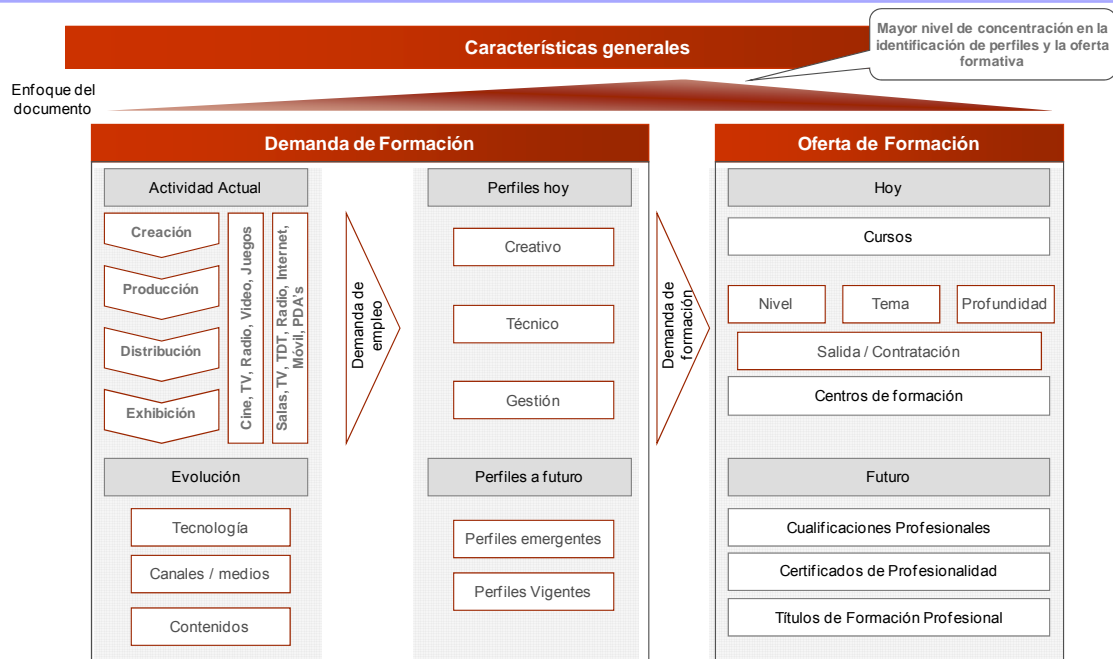 Características generales
Mayor nivel de concentración en la
identificación de perfiles y la oferta
formativa
Enfoque del
documento
Demanda de Formación
Actividad Actual
Creación
Producción
Distribución
Exhibición
Cine, TV, Radio, Video, Juegos
Salas, TV, TDT, Radio, Internet,
Móvil, PDA's
Evolución
Tecnología
Canales / medios
Contenidos
Demanda de
empleo
Perfiles hoy
Creativo
Técnico
Gestión
Perfiles a futuro
Perfiles emergentes
Perfiles Vigentes
Demanda de
formación
Oferta de Formación
Hoy
Cursos
Nivel
Tema
Profundidad
Salida / Contratación
Centros de formación
Futuro
Cualificaciones Profesionales
Certificados de Profesionalidad
Títulos de Formación Profesional